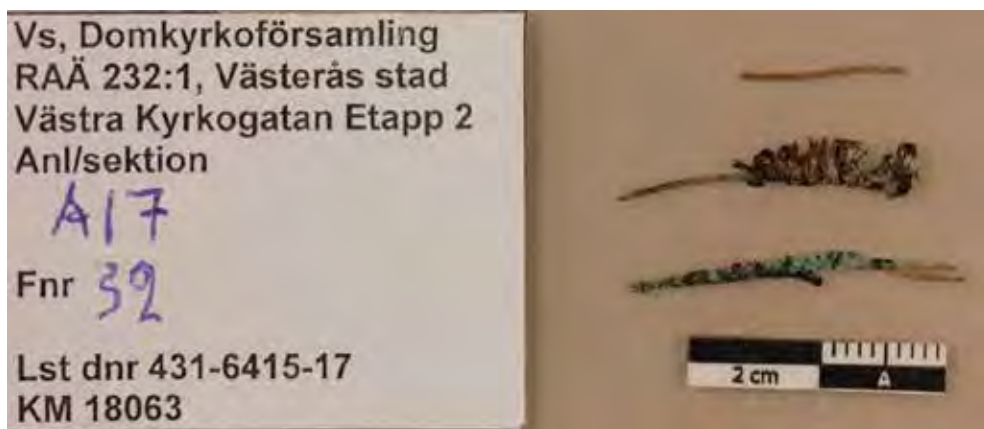 Vs, Domkyrkoförsamling
RAÄ 232:1, Västerås stad
Västra Kyrkogatan Etapp 2
Anl/sektion
A17
Fnr 32
Lst dnr 431-6415-17
KM 18063
2 cm
A